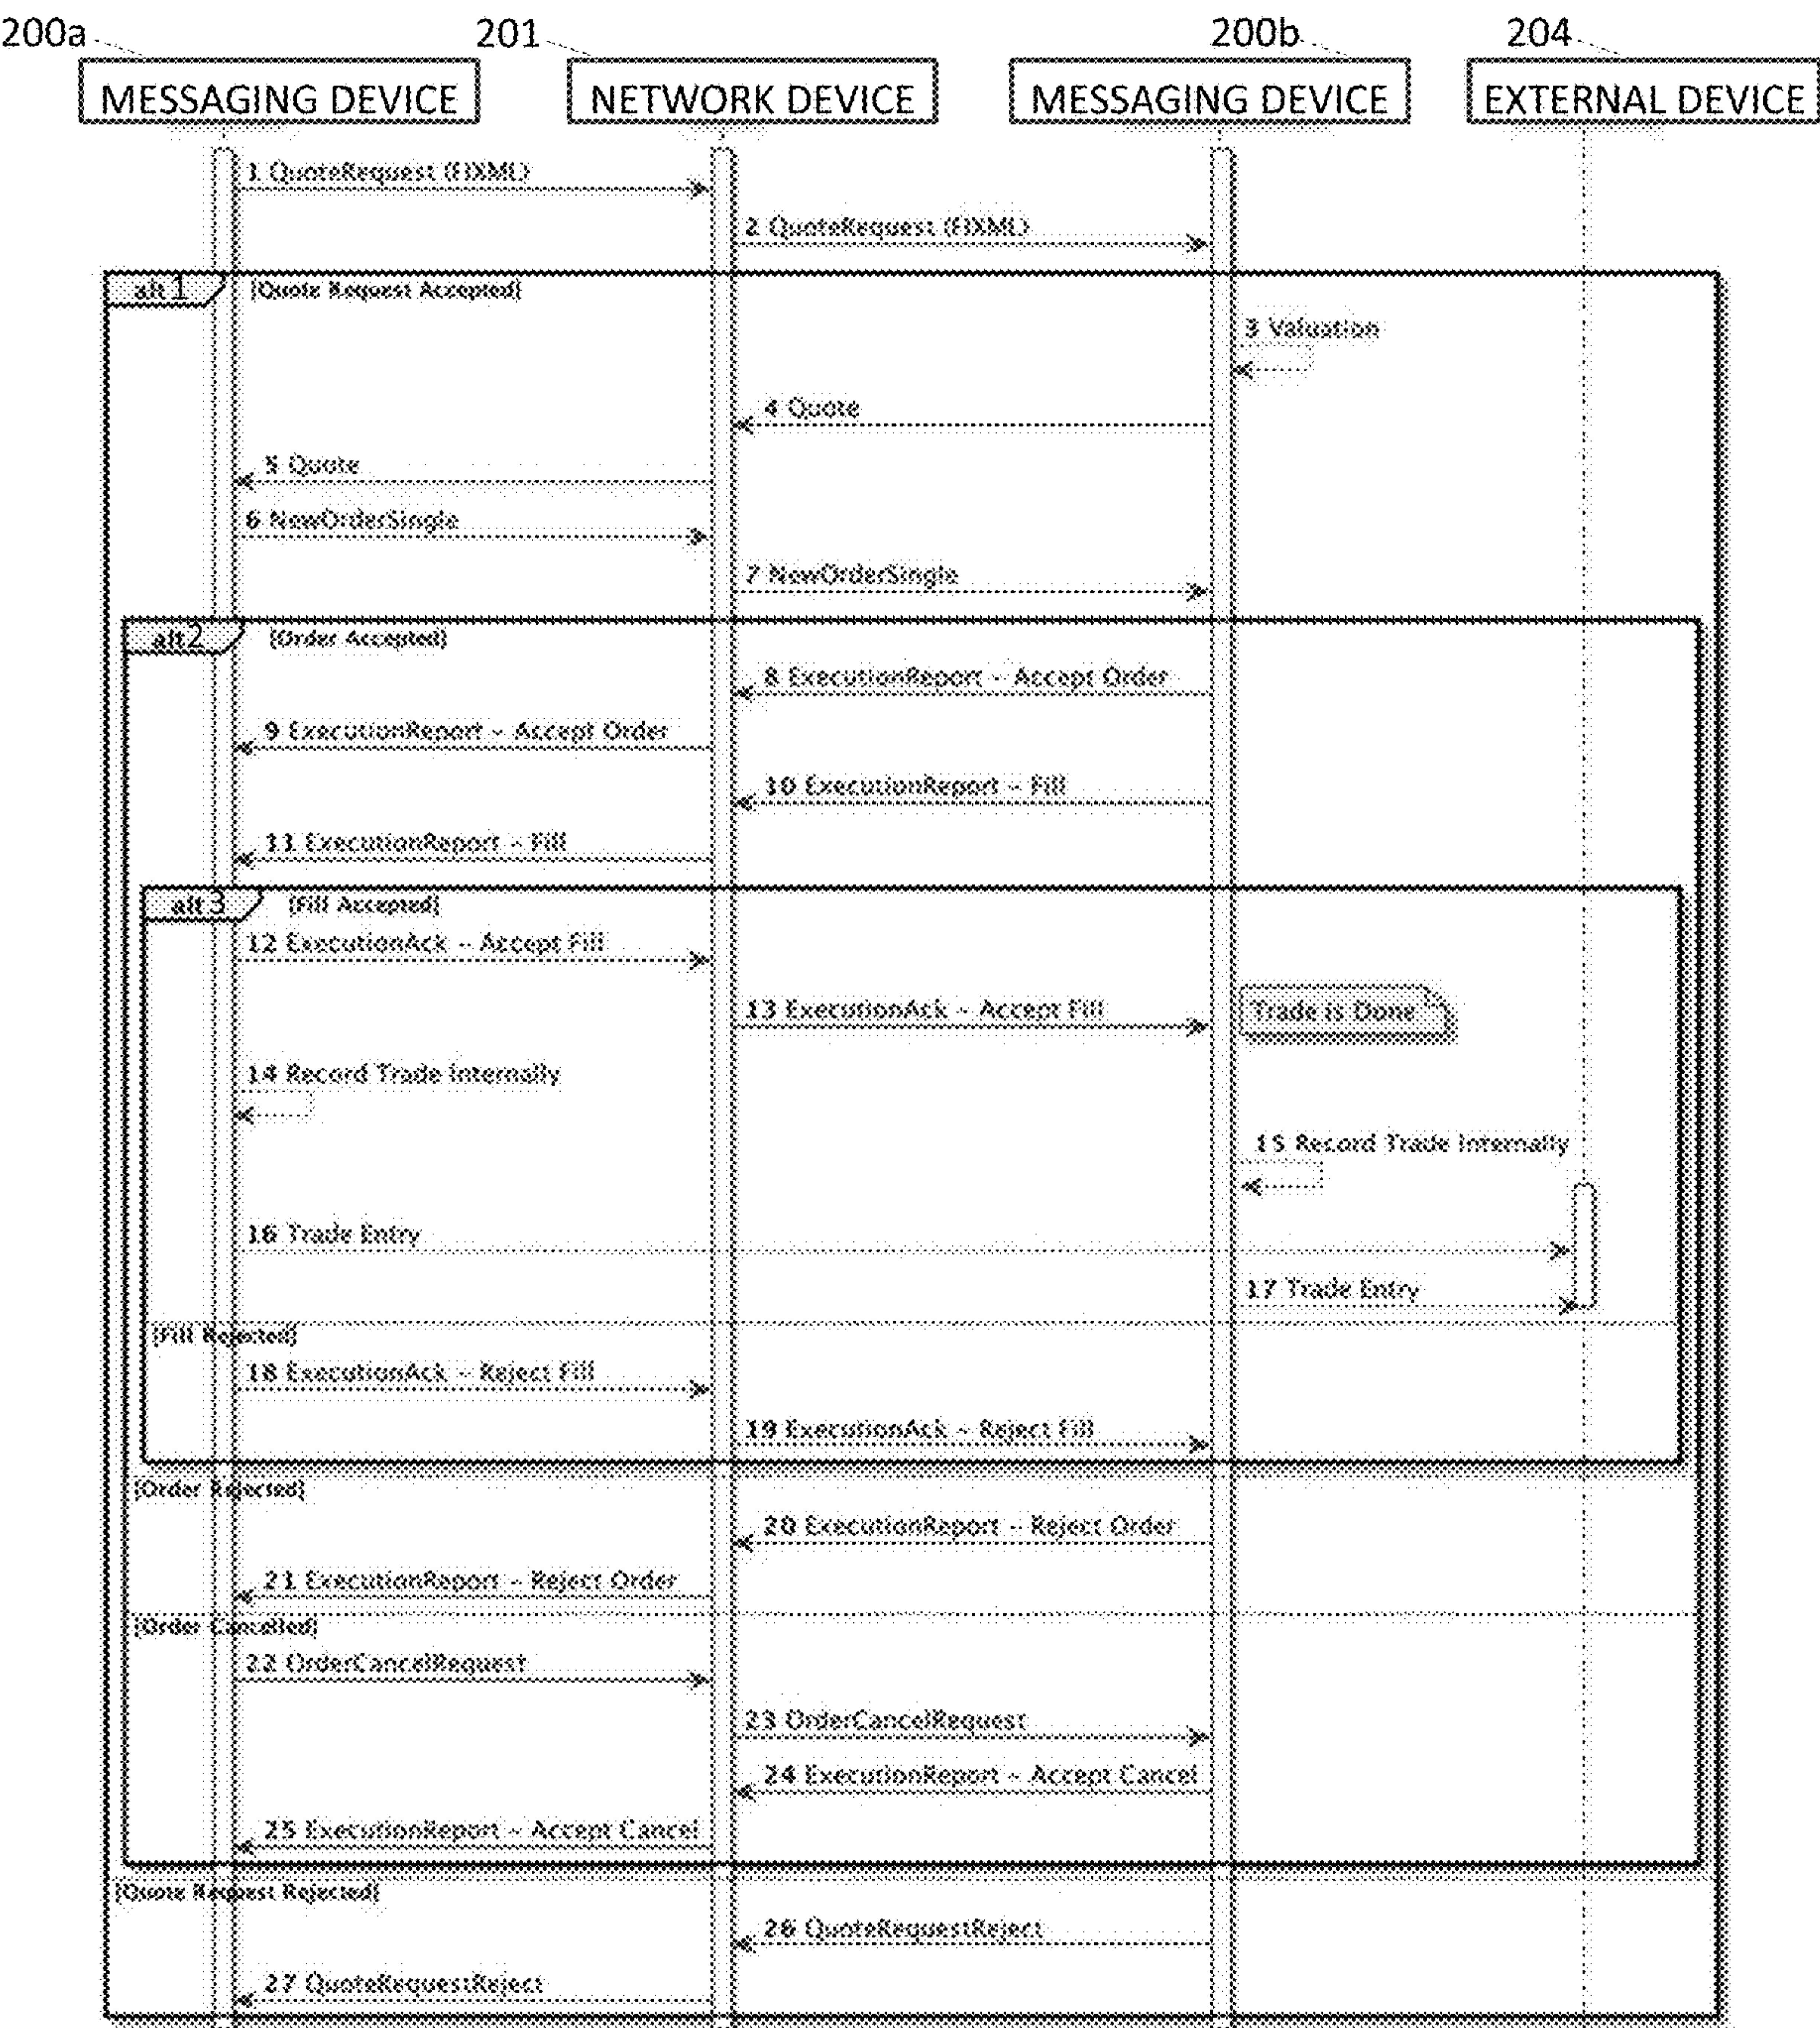 200a
201
200b
204
MESSAGING DEVICE
NETWORK DEVICE
MESSAGING DEVICE
EXTERNAL DEVICE
1 QuoteRequest (FIXML)
2 QuoteRequest (FIXML)
alt 1
[Quote Request Accepted]
3 Valuation
4 Quote
5 Quote
6 NewOrderSingle
7 NewOrderSingle
alt 2
[Order Accepted]
8 ExecutionReport - Accept Order
9 ExecutionReport - Accept Order
10 ExecutionReport - Fill
11 ExecutionReport - Fill
alt 3
[Fill Accepted]
12 ExecutionAck - Accept Fill
13 ExecutionAck - Accept Fill
Trade is Done
14 Record Trade Internally
15 Record Trade Internally
16 Trade Entry
17 Trade Entry
[Fill Rejected]
18 ExecutionAck - Reject Fill
19 ExecutionAck - Reject Fill
[Order Rejected]
20 ExecutionReport - Reject Order
21 ExecutionReport - Reject Order
[Order Cancelled]
22 OrderCancelRequest
23 OrderCancelRequest
24 ExecutionReport - Accept Cancel
25 ExecutionReport - Accept Cancel
[Quote Request Rejected]
26 QuoteRequestReject
27 QuoteRequestReject